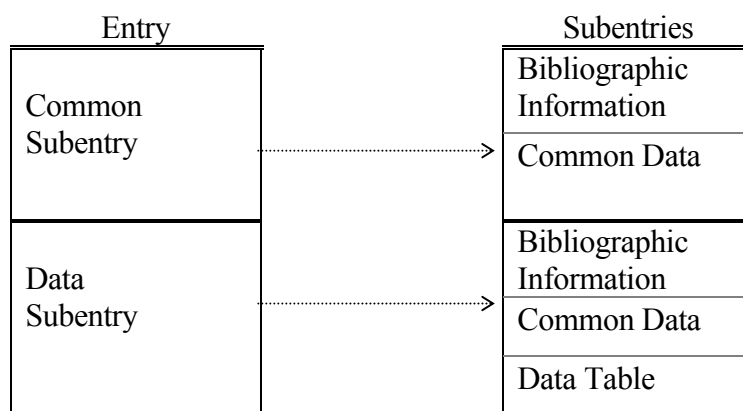 Entry
Subentries
Common
Subentry
Bibliographic
Information
Common Data
Data
Subentry
Bibliographic
Information
Common Data
Data Table